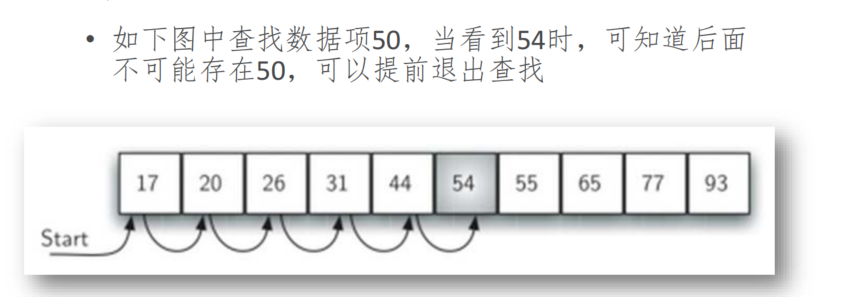 • 如下图中查找数据项50，当看到54时，可知道后面
不可能存在50，可以提前退出查找
17 20 26 31 44 54 55 65 77 93
Start